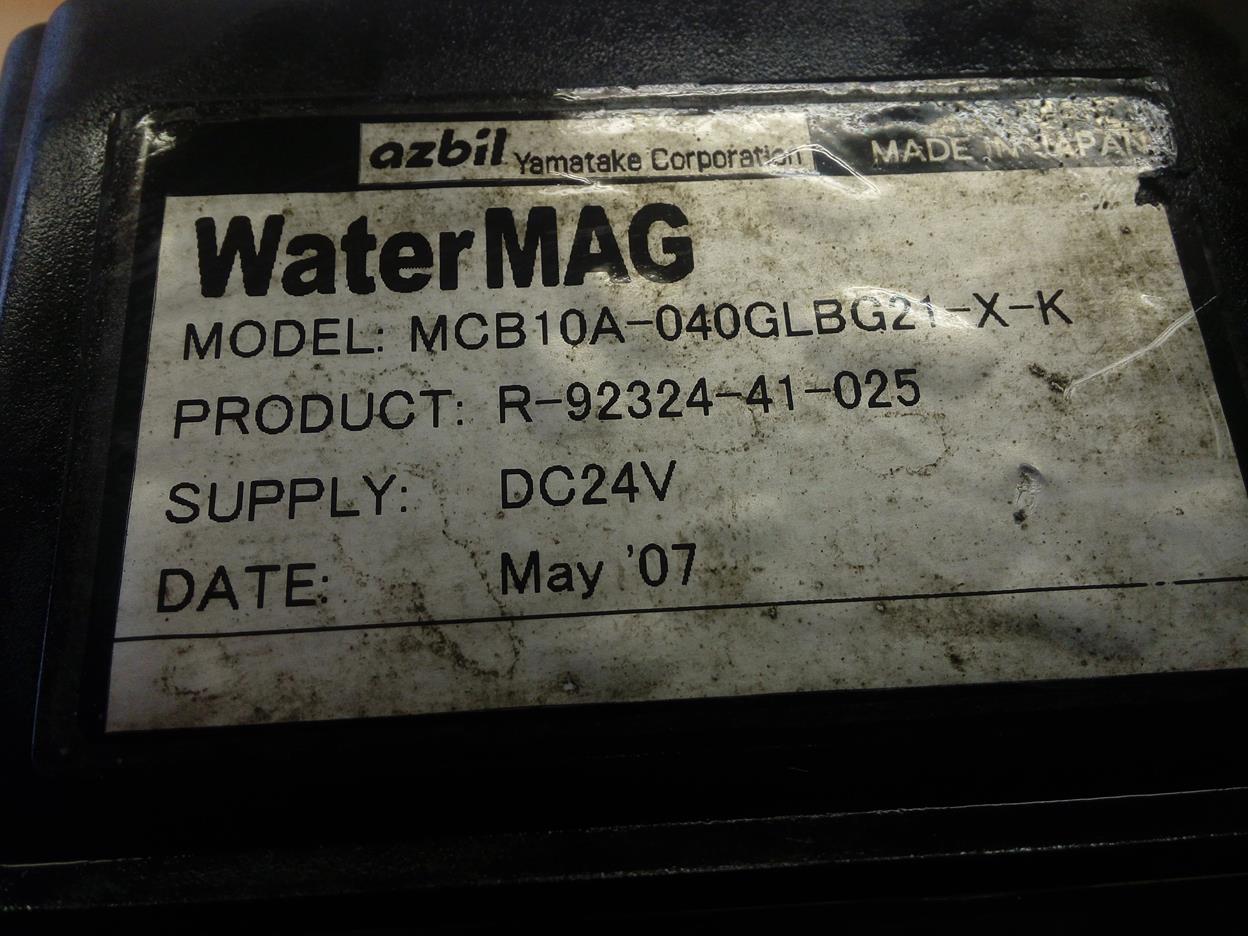 azbil Yamatake Corporation MADE IN JAPAN
WaterMAG
MODEL: MCB10A-040GLBG21-X-K
PRODUCT: R-92324-41-025
SUPPLY: DC24V
DATE: May '07